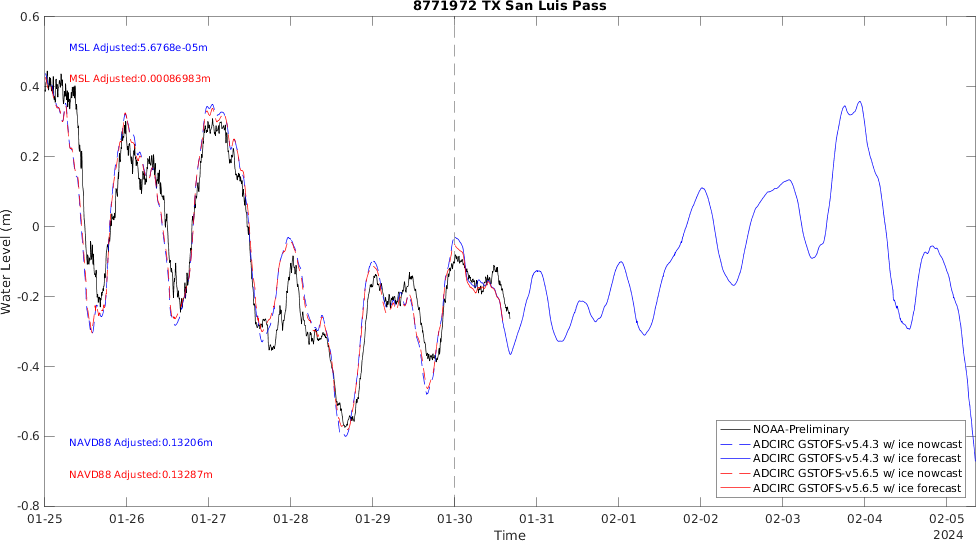 8771972 TX San Luis Pass
0.6
0.4
0.2
0
-0.2
-0.4
-0.6
-0.8
Water Level (m)
MSL Adjusted:5.6768e-05m
MSL Adjusted:0.00086983m
NAVD88 Adjusted:0.13206m
NAVD88 Adjusted:0.13287m
NOAA-Preliminary
ADCIRC GSTOFS-v5.4.3 w/ ice nowcast
ADCIRC GSTOFS-v5.4.3 w/ ice forecast
ADCIRC GSTOFS-v5.6.5 w/ ice nowcast
ADCIRC GSTOFS-v5.6.5 w/ ice forecast
01-25 01-26 01-27 01-28 01-29 01-30 01-31 02-01 02-02 02-03 02-04 02-05
2024
Time